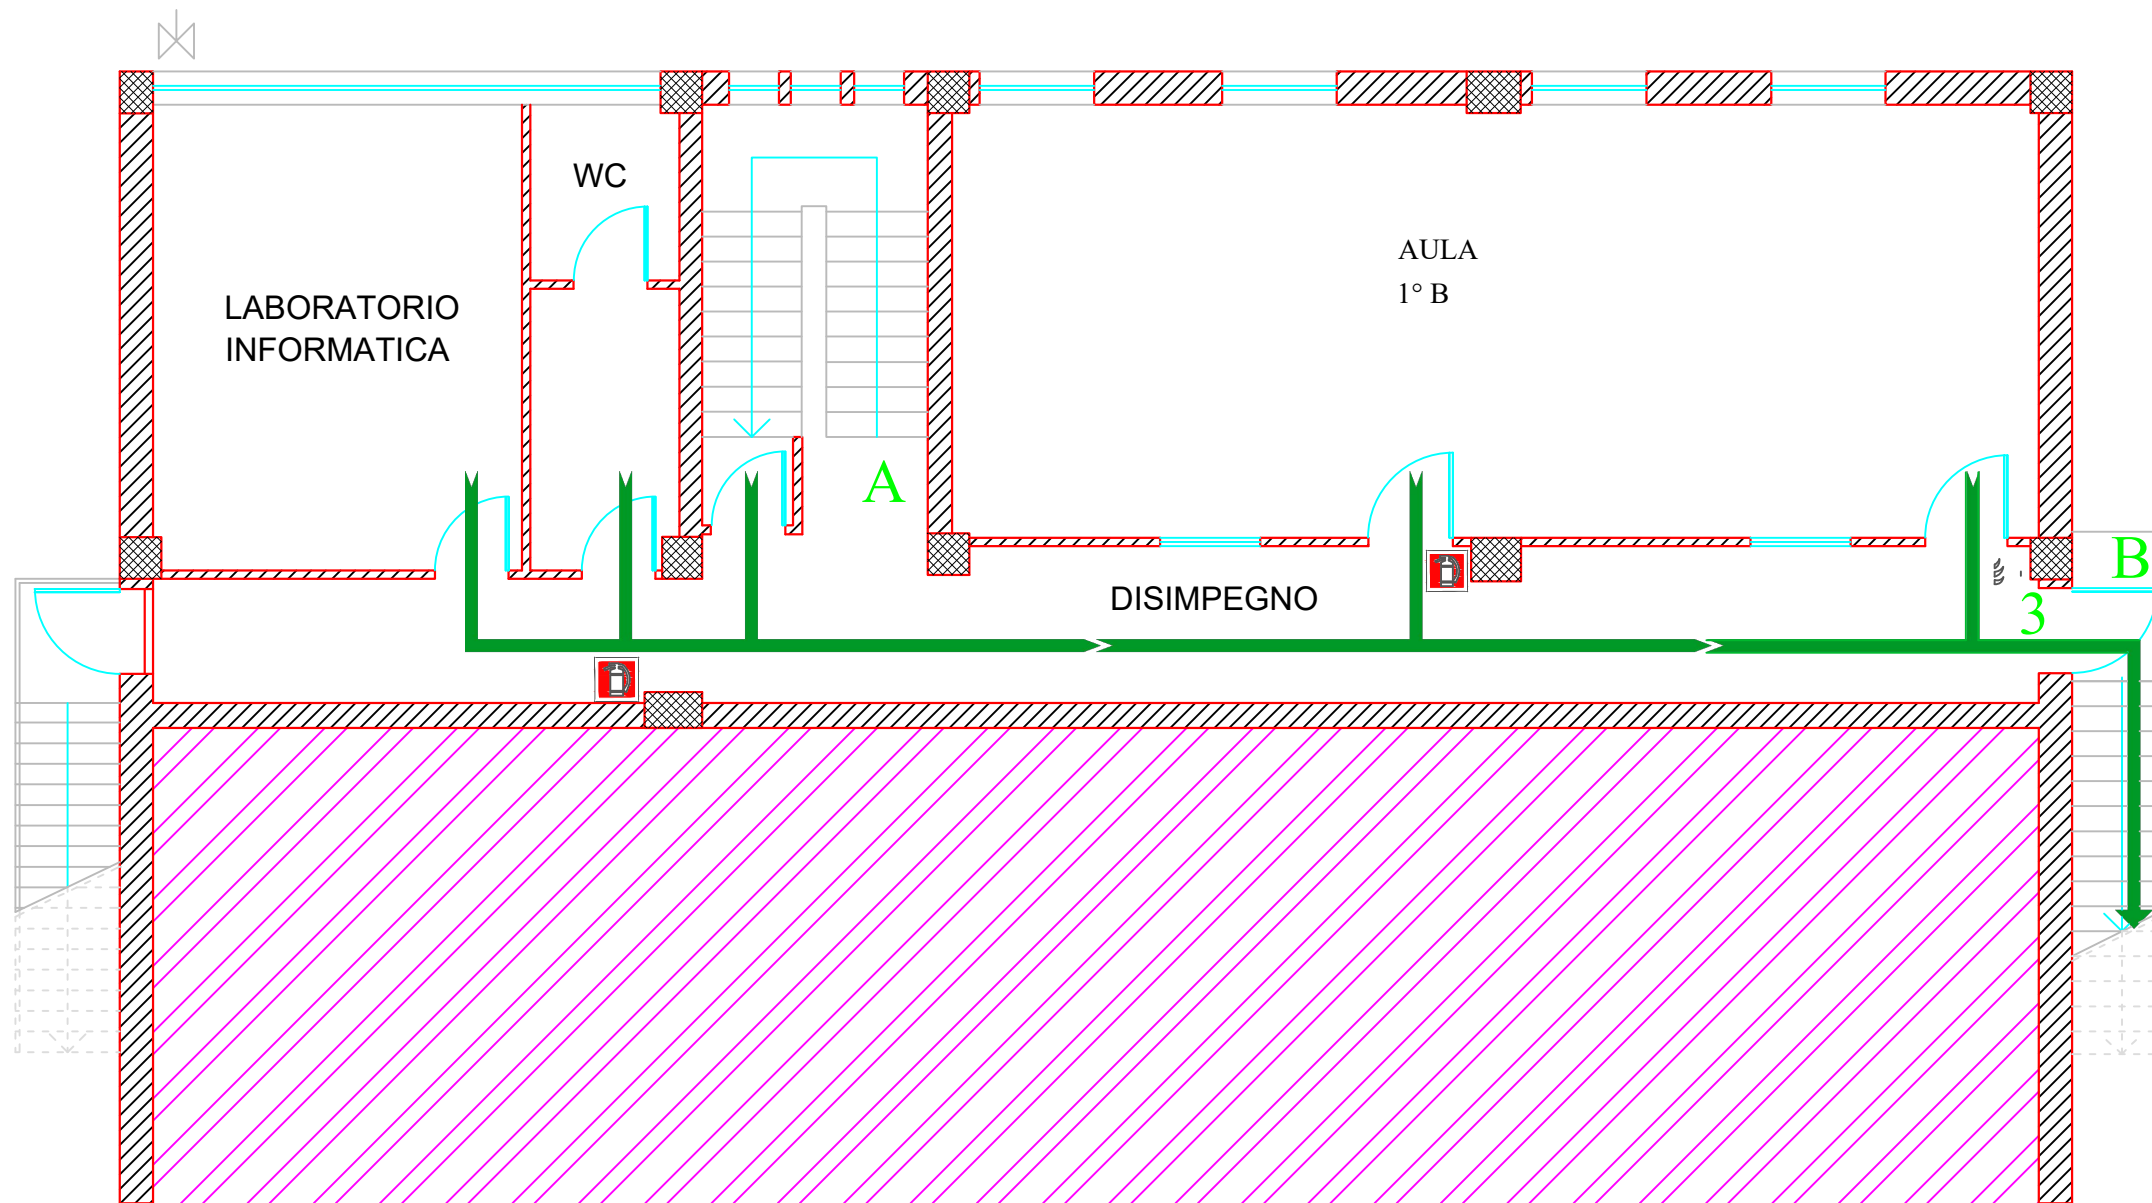 WC
AULA
1° B
LABORATORIO
INFORMATICA
A
B
DISIMPEGNO
3